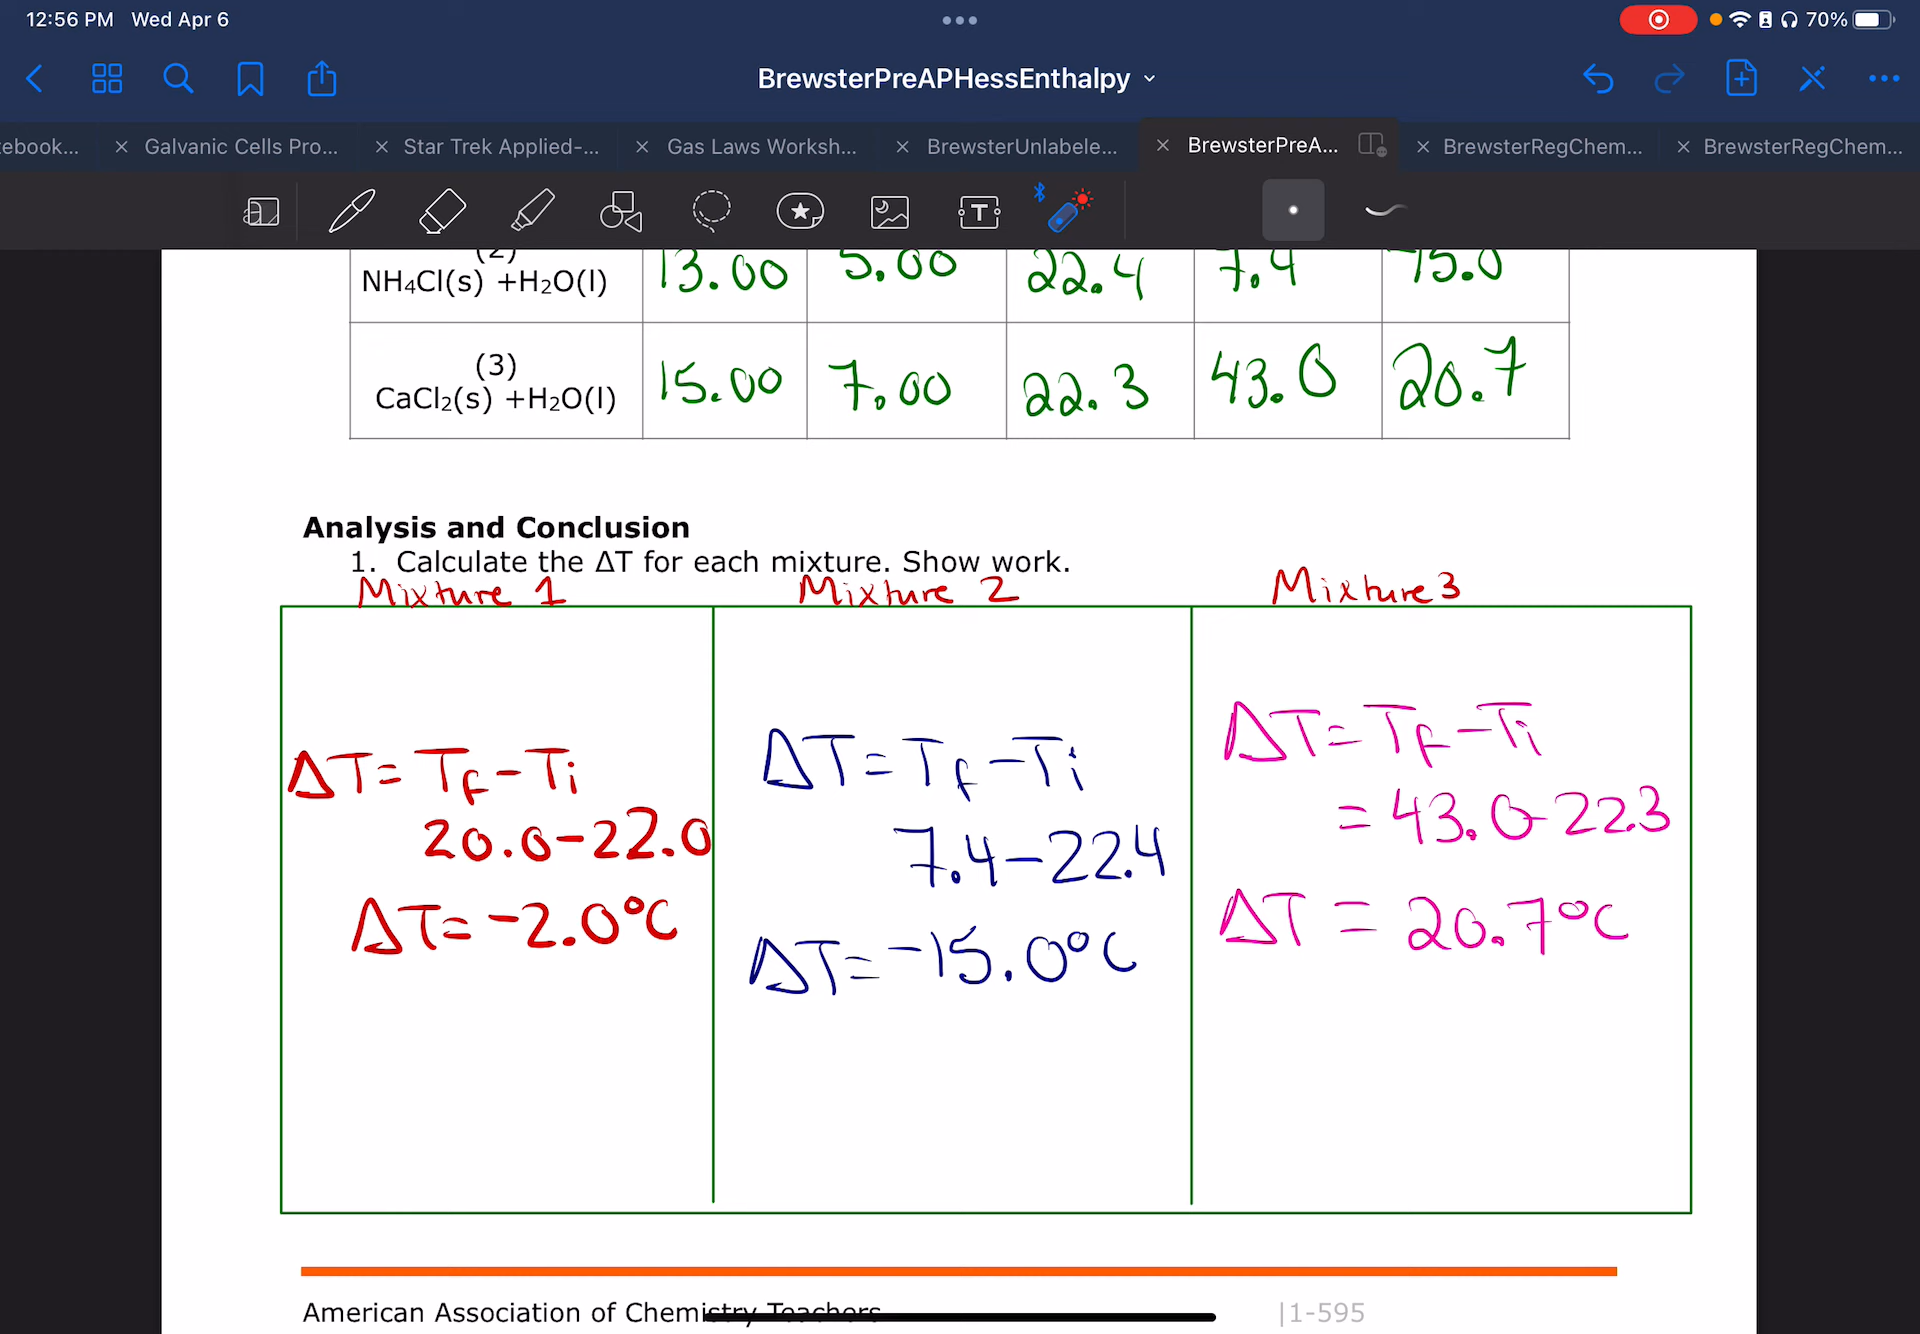 12:56 PM Wed Apr 6
70%
BrewsterPreAPHessEnthalpy
ebook... Galvanic Cells Pro... Star Trek Applied-... Gas Laws Worksh... BrewsterUnlabele... BrewsterPreA... BrewsterRegChem... BrewsterRegChem...
T
(2)
NH₄Cl(s) +H₂O(l) 13.00 5.00 22.4 7.4 15.0
(3)
CaCl₂(s) +H₂O(l) 15.00 7.00 22.3 43.0 20.7
Analysis and Conclusion
1. Calculate the ΔT for each mixture. Show work.
Mixture 1 Mixture 2 Mixture 3
ΔT= Tf-Ti
20.0-22.0
ΔT= -2.0°C
ΔT= Tf-Ti
7.4-22.4
ΔT= -15.0°C
ΔT= Tf-Ti
= 43.0-22.3
ΔT = 20.7°C
American Association of Chemistry Teachers |1-595